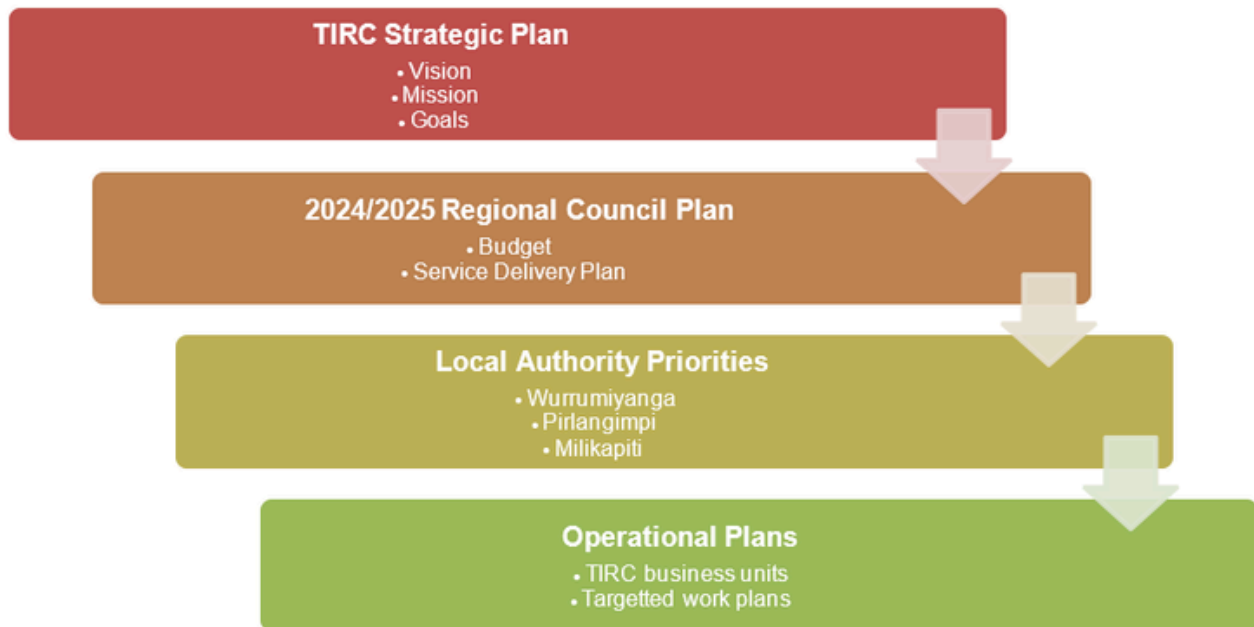 TIRC Strategic Plan
• Vision
• Mission
• Goals
2024/2025 Regional Council Plan
• Budget
• Service Delivery Plan
Local Authority Priorities
• Wurrumiyanga
• Pirlangimpi
• Milikapiti
Operational Plans
• TIRC business units
• Targetted work plans